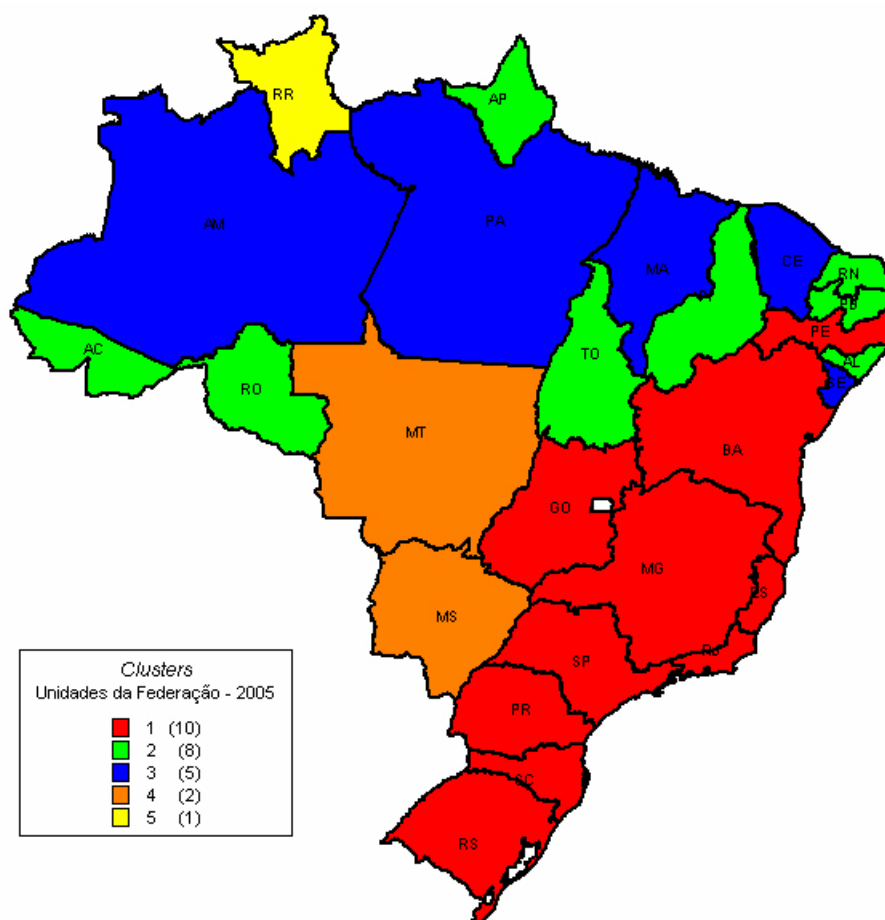 RR
AP
AM
PA
MA
CE
RN
PB
PE
AL
SE
AC
RO
TO
MT
BA
GO
MG
ES
MS
SP
RJ
PR
SC
RS
Clusters
Unidades da Federação - 2005
1 (10)
2 (8)
3 (5)
4 (2)
5 (1)